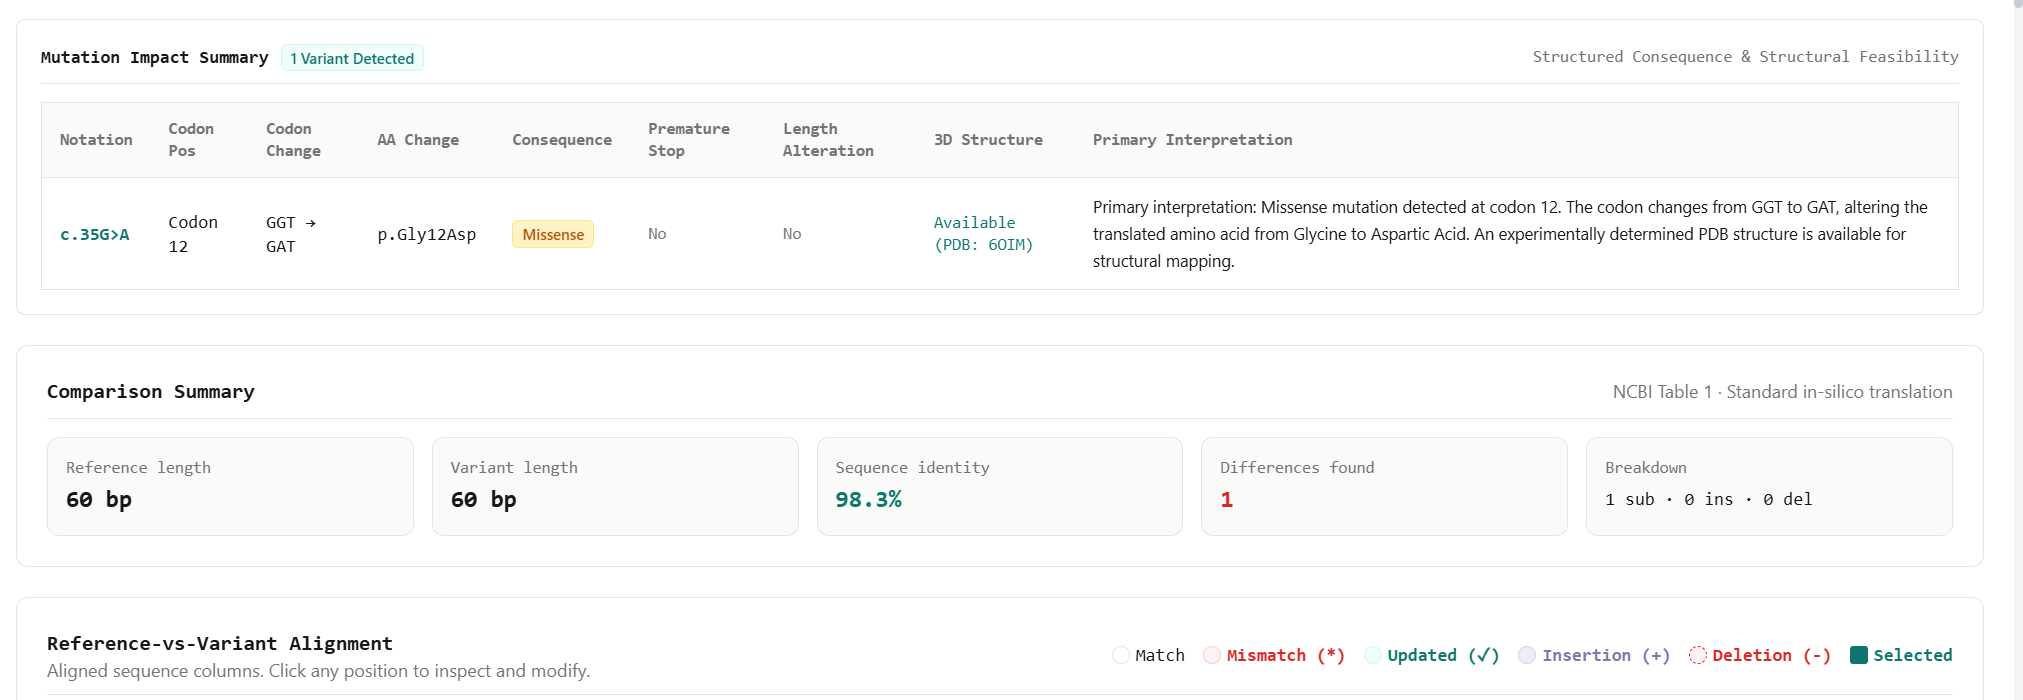 Mutation Impact Summary 1 Variant Detected
Structured Consequence & Structural Feasibility
Notation
Codon Pos
Codon Change
AA Change
Consequence
Premature Stop
Length Alteration
3D Structure
Primary Interpretation
c.35G>A
Codon 12
GGT → GAT
p.Gly12Asp
Missense
No
No
Available (PDB: 6OIM)
Primary interpretation: Missense mutation detected at codon 12. The codon changes from GGT to GAT, altering the
translated amino acid from Glycine to Aspartic Acid. An experimentally determined PDB structure is available for
structural mapping.
Comparison Summary
NCBI Table 1 · Standard in-silico translation
Reference length
60 bp
Variant length
60 bp
Sequence identity
98.3%
Differences found
1
Breakdown
1 sub · 0 ins · 0 del
Reference-vs-Variant Alignment
Aligned sequence columns. Click any position to inspect and modify.
Match Mismatch (*) Updated (✓) Insertion (+) Deletion (-) Selected